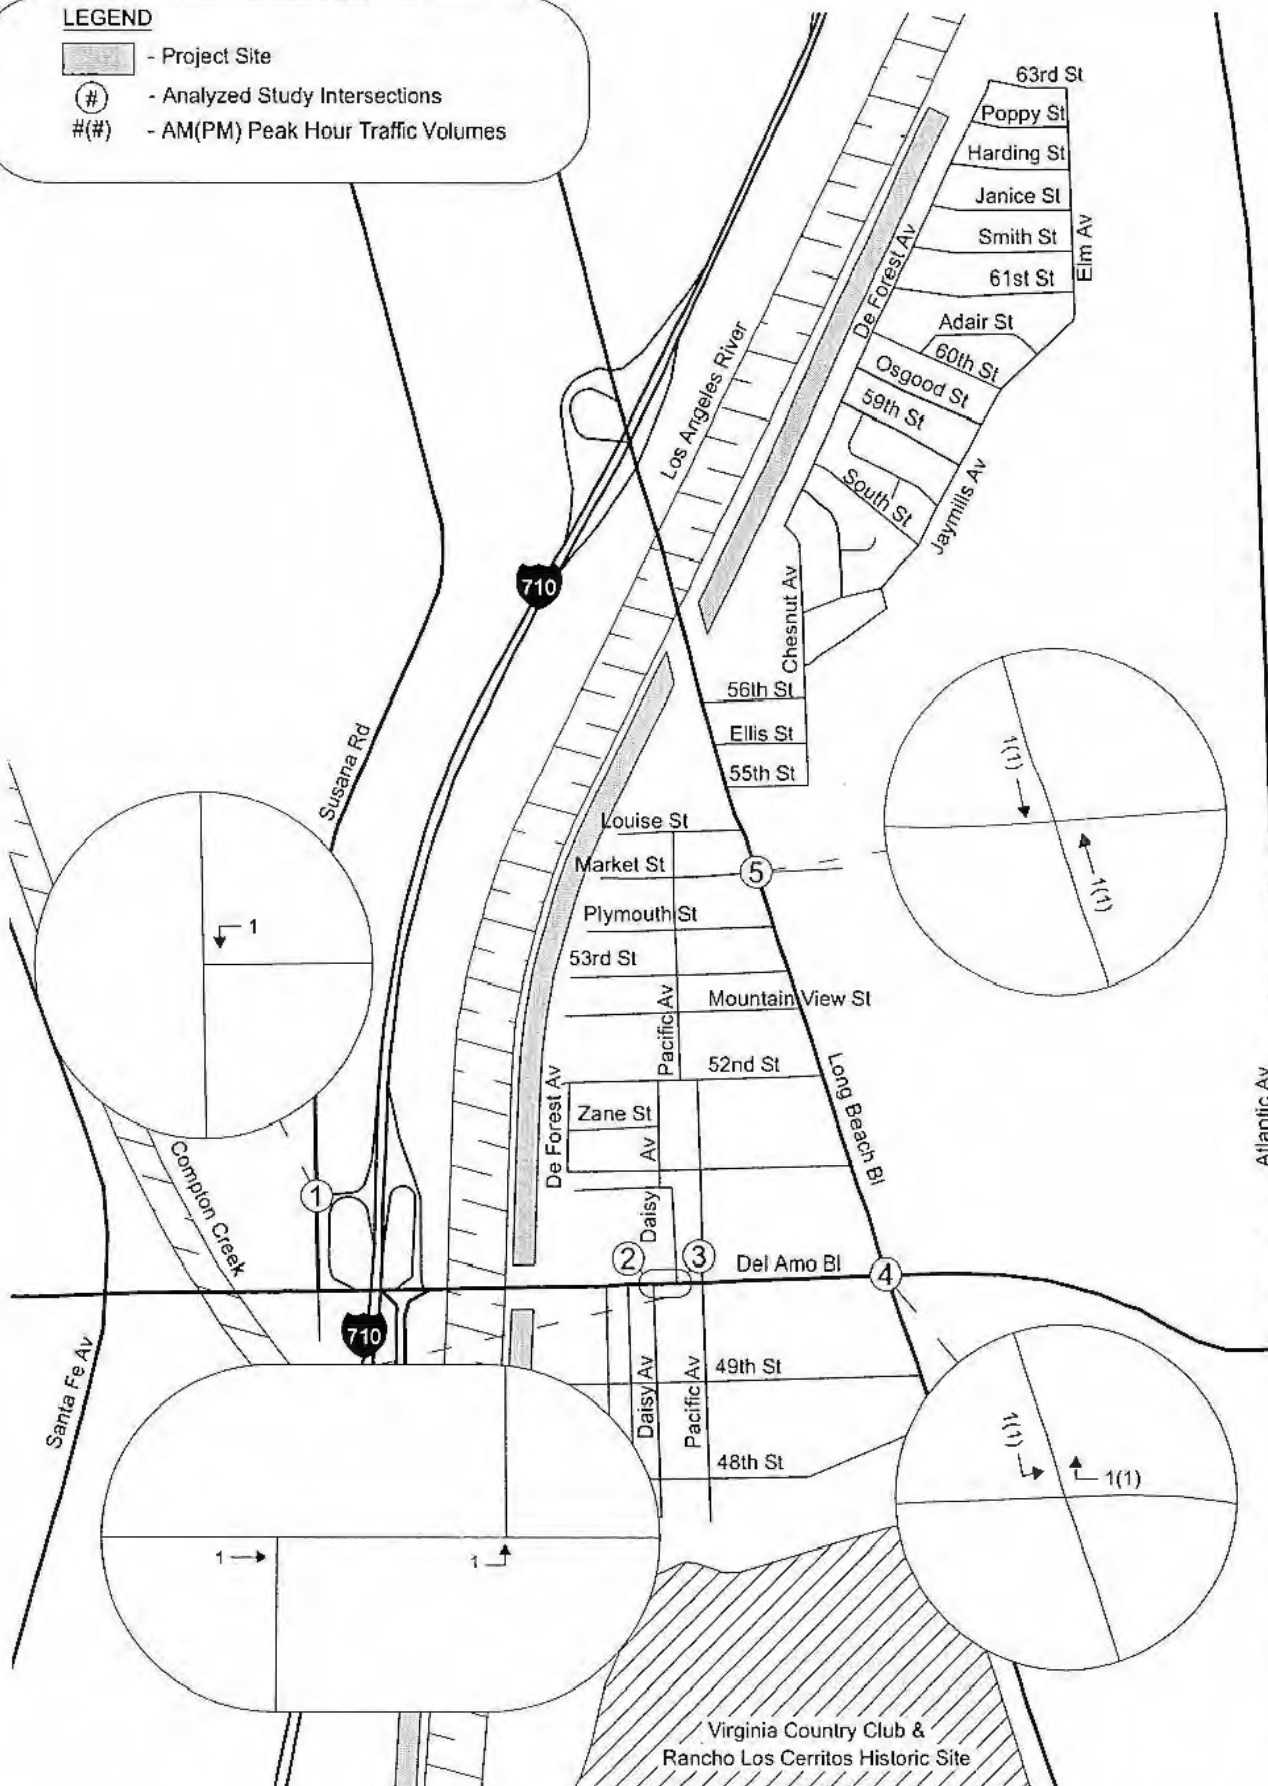 LEGEND
- Project Site
# - Analyzed Study Intersections
#(#) - AM(PM) Peak Hour Traffic Volumes
63rd St
Poppy St
Harding St
Janice St
Smith St
Elm Av
61st St
De Forest Av
Adair St
60th St
Osgood St
59th St
Los Angeles River
South St
Jaymills Av
710
Chesnut Av
56th St
Ellis St
55th St
Susana Rd
1(1)
1(1)
Louise St
Market St
5
Plymouth St
53rd St
1
Mountain View St
Pacific Av
52nd St
De Forest Av
Zane St
Long Beach Bl
Atlantic Av
Daisy Av
Compton Creek
1
2
3
Del Amo Bl
4
710
Santa Fe Av
49th St
Daisy Av
Pacific Av
48th St
1(1)
1(1)
1
1
Virginia Country Club &
Rancho Los Cerritos Historic Site